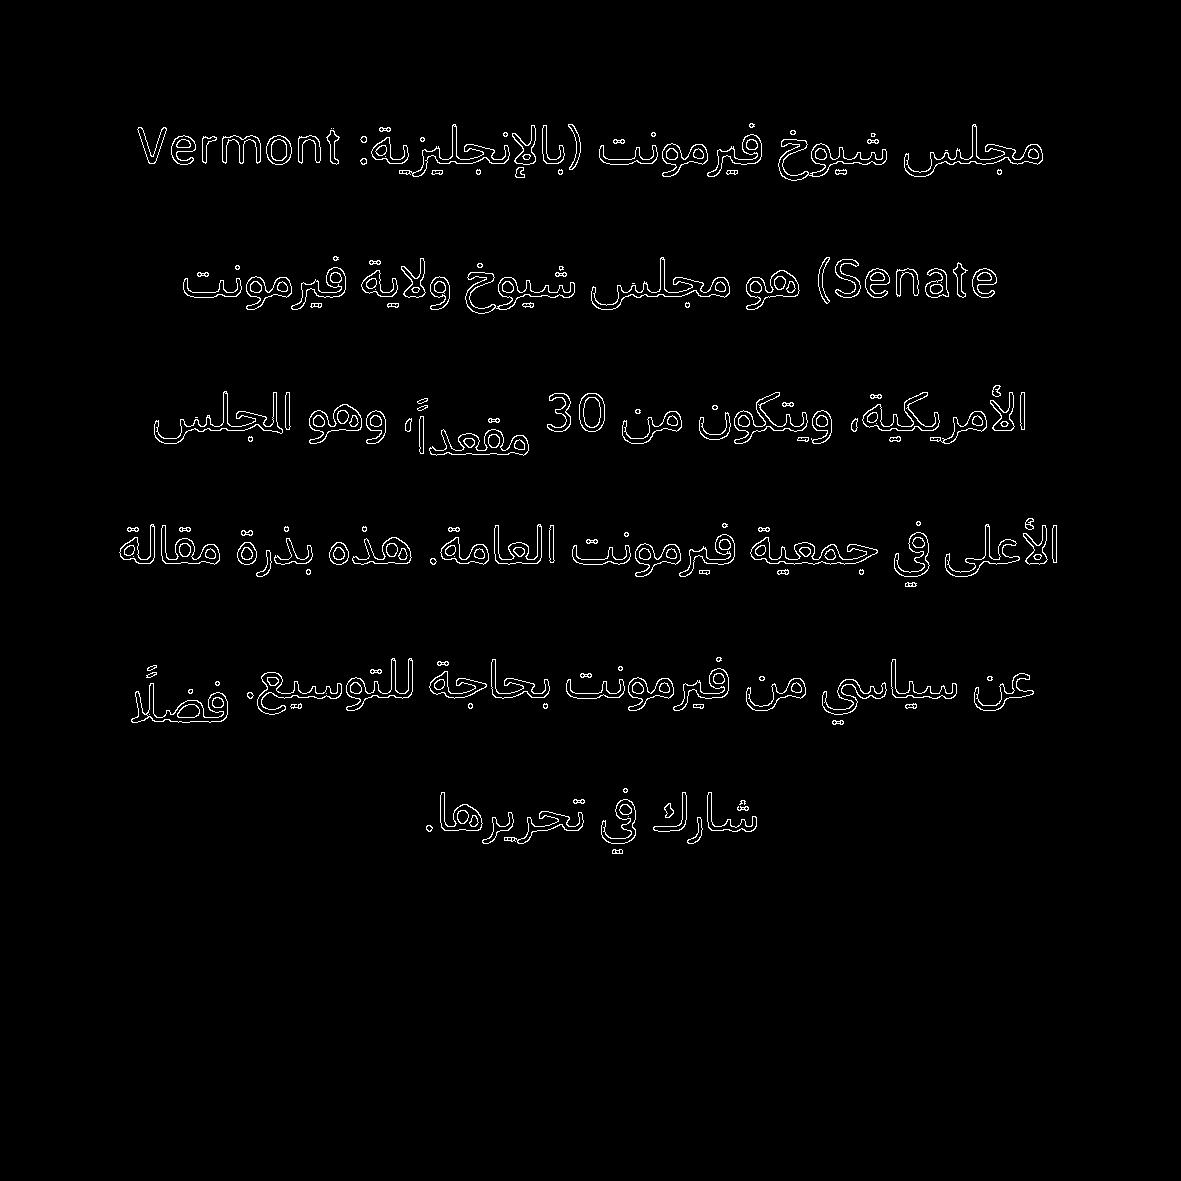 مجلس شيوخ فيرمونت (بالإنجليزية: Vermont
Senate) هو مجلس شيوخ ولاية فيرمونت
الأمريكية، ويتكون من 30 مقعداً، وهو المجلس
الأعلى في جمعية فيرمونت العامة. هذه بذرة مقالة
عن سياسي من فيرمونت بحاجة للتوسيع. فضلًا
شارك في تحريرها.